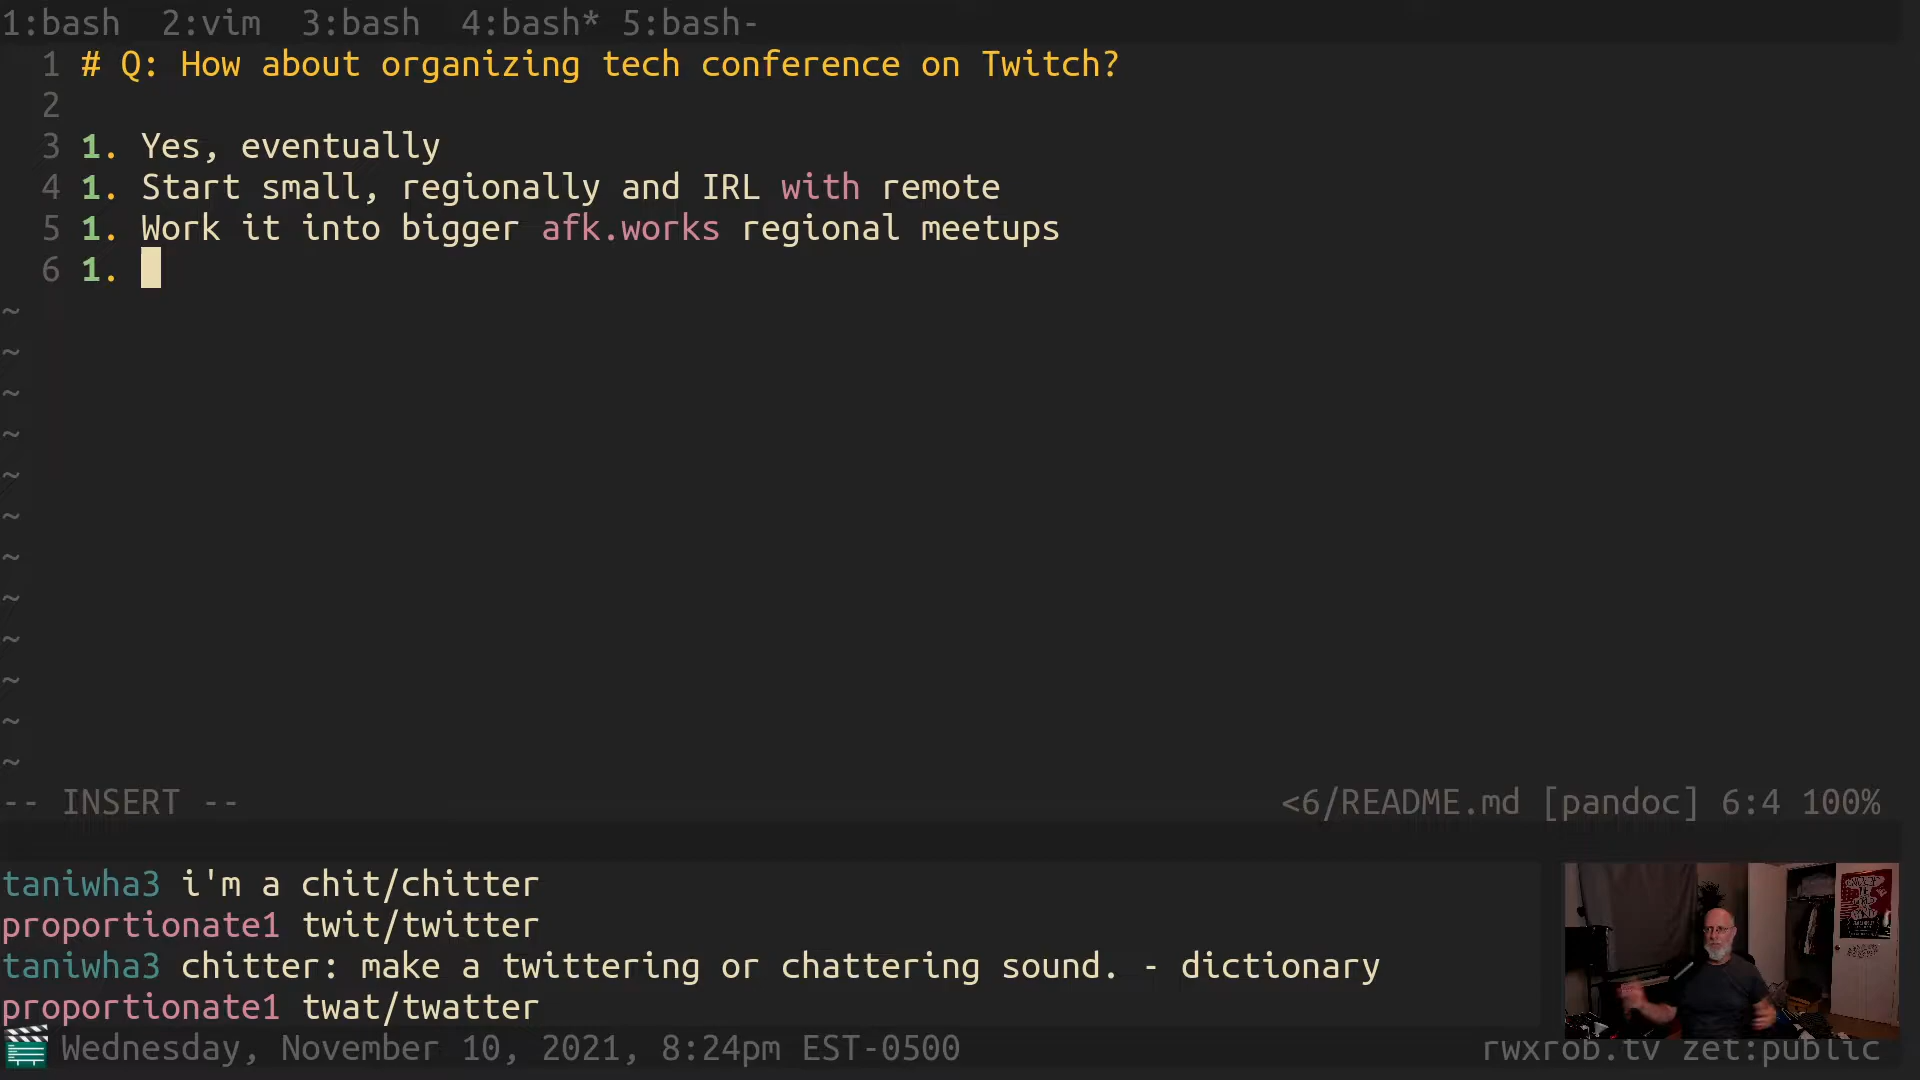 1:bash 2:vim 3:bash 4:bash* 5:bash-
1 # Q: How about organizing tech conference on Twitch?
2
3 1. Yes, eventually
4 1. Start small, regionally and IRL with remote
5 1. Work it into bigger afk.works regional meetups
6 1.
~
~
~
~
~
~
~
~
~
~
~
~
-- INSERT -- <6/README.md [pandoc] 6:4 100%
taniwha3 i'm a chit/chitter
proportionate1 twit/twitter
taniwha3 chitter: make a twittering or chattering sound. - dictionary
proportionate1 twat/twatter
Wednesday, November 10, 2021, 8:24pm EST-0500 rwxrob.tv zet:public